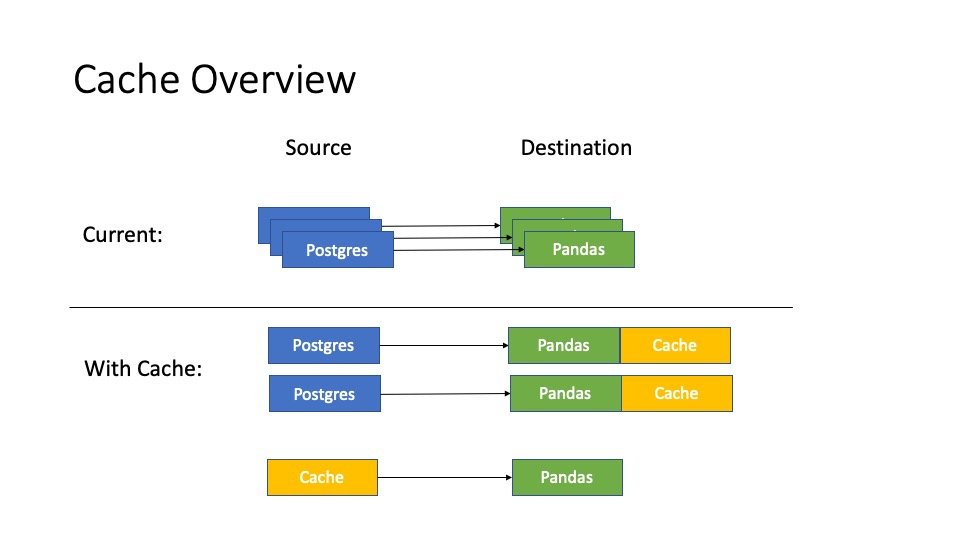 Cache Overview
Source Destination
Current:
Postgres Pandas
With Cache:
Postgres Pandas Cache
Postgres Pandas Cache
Cache Pandas